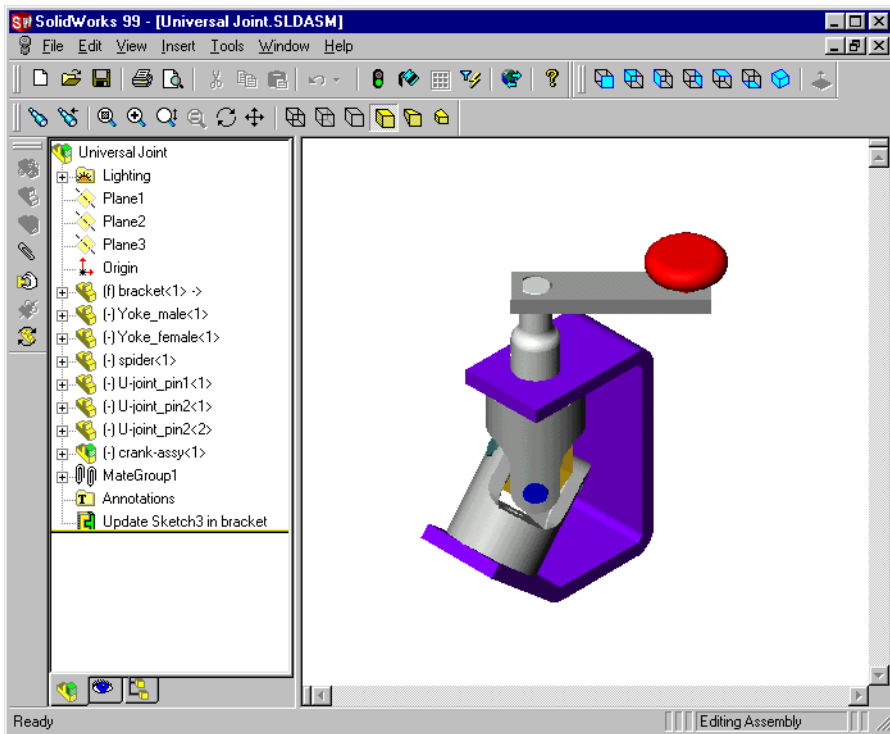 SolidWorks 99 - [Universal Joint.SLDASM]
File Edit View Insert Tools Window Help
Universal Joint
Lighting
Plane1
Plane2
Plane3
Origin
(f) bracket<1> ->
(-) Yoke_male<1>
(-) Yoke_female<1>
(-) spider<1>
(-) U-joint_pin1<1>
(-) U-joint_pin2<1>
(-) U-joint_pin2<2>
(-) crank-assy<1>
MateGroup1
Annotations
Update Sketch3 in bracket
Ready
Editing Assembly